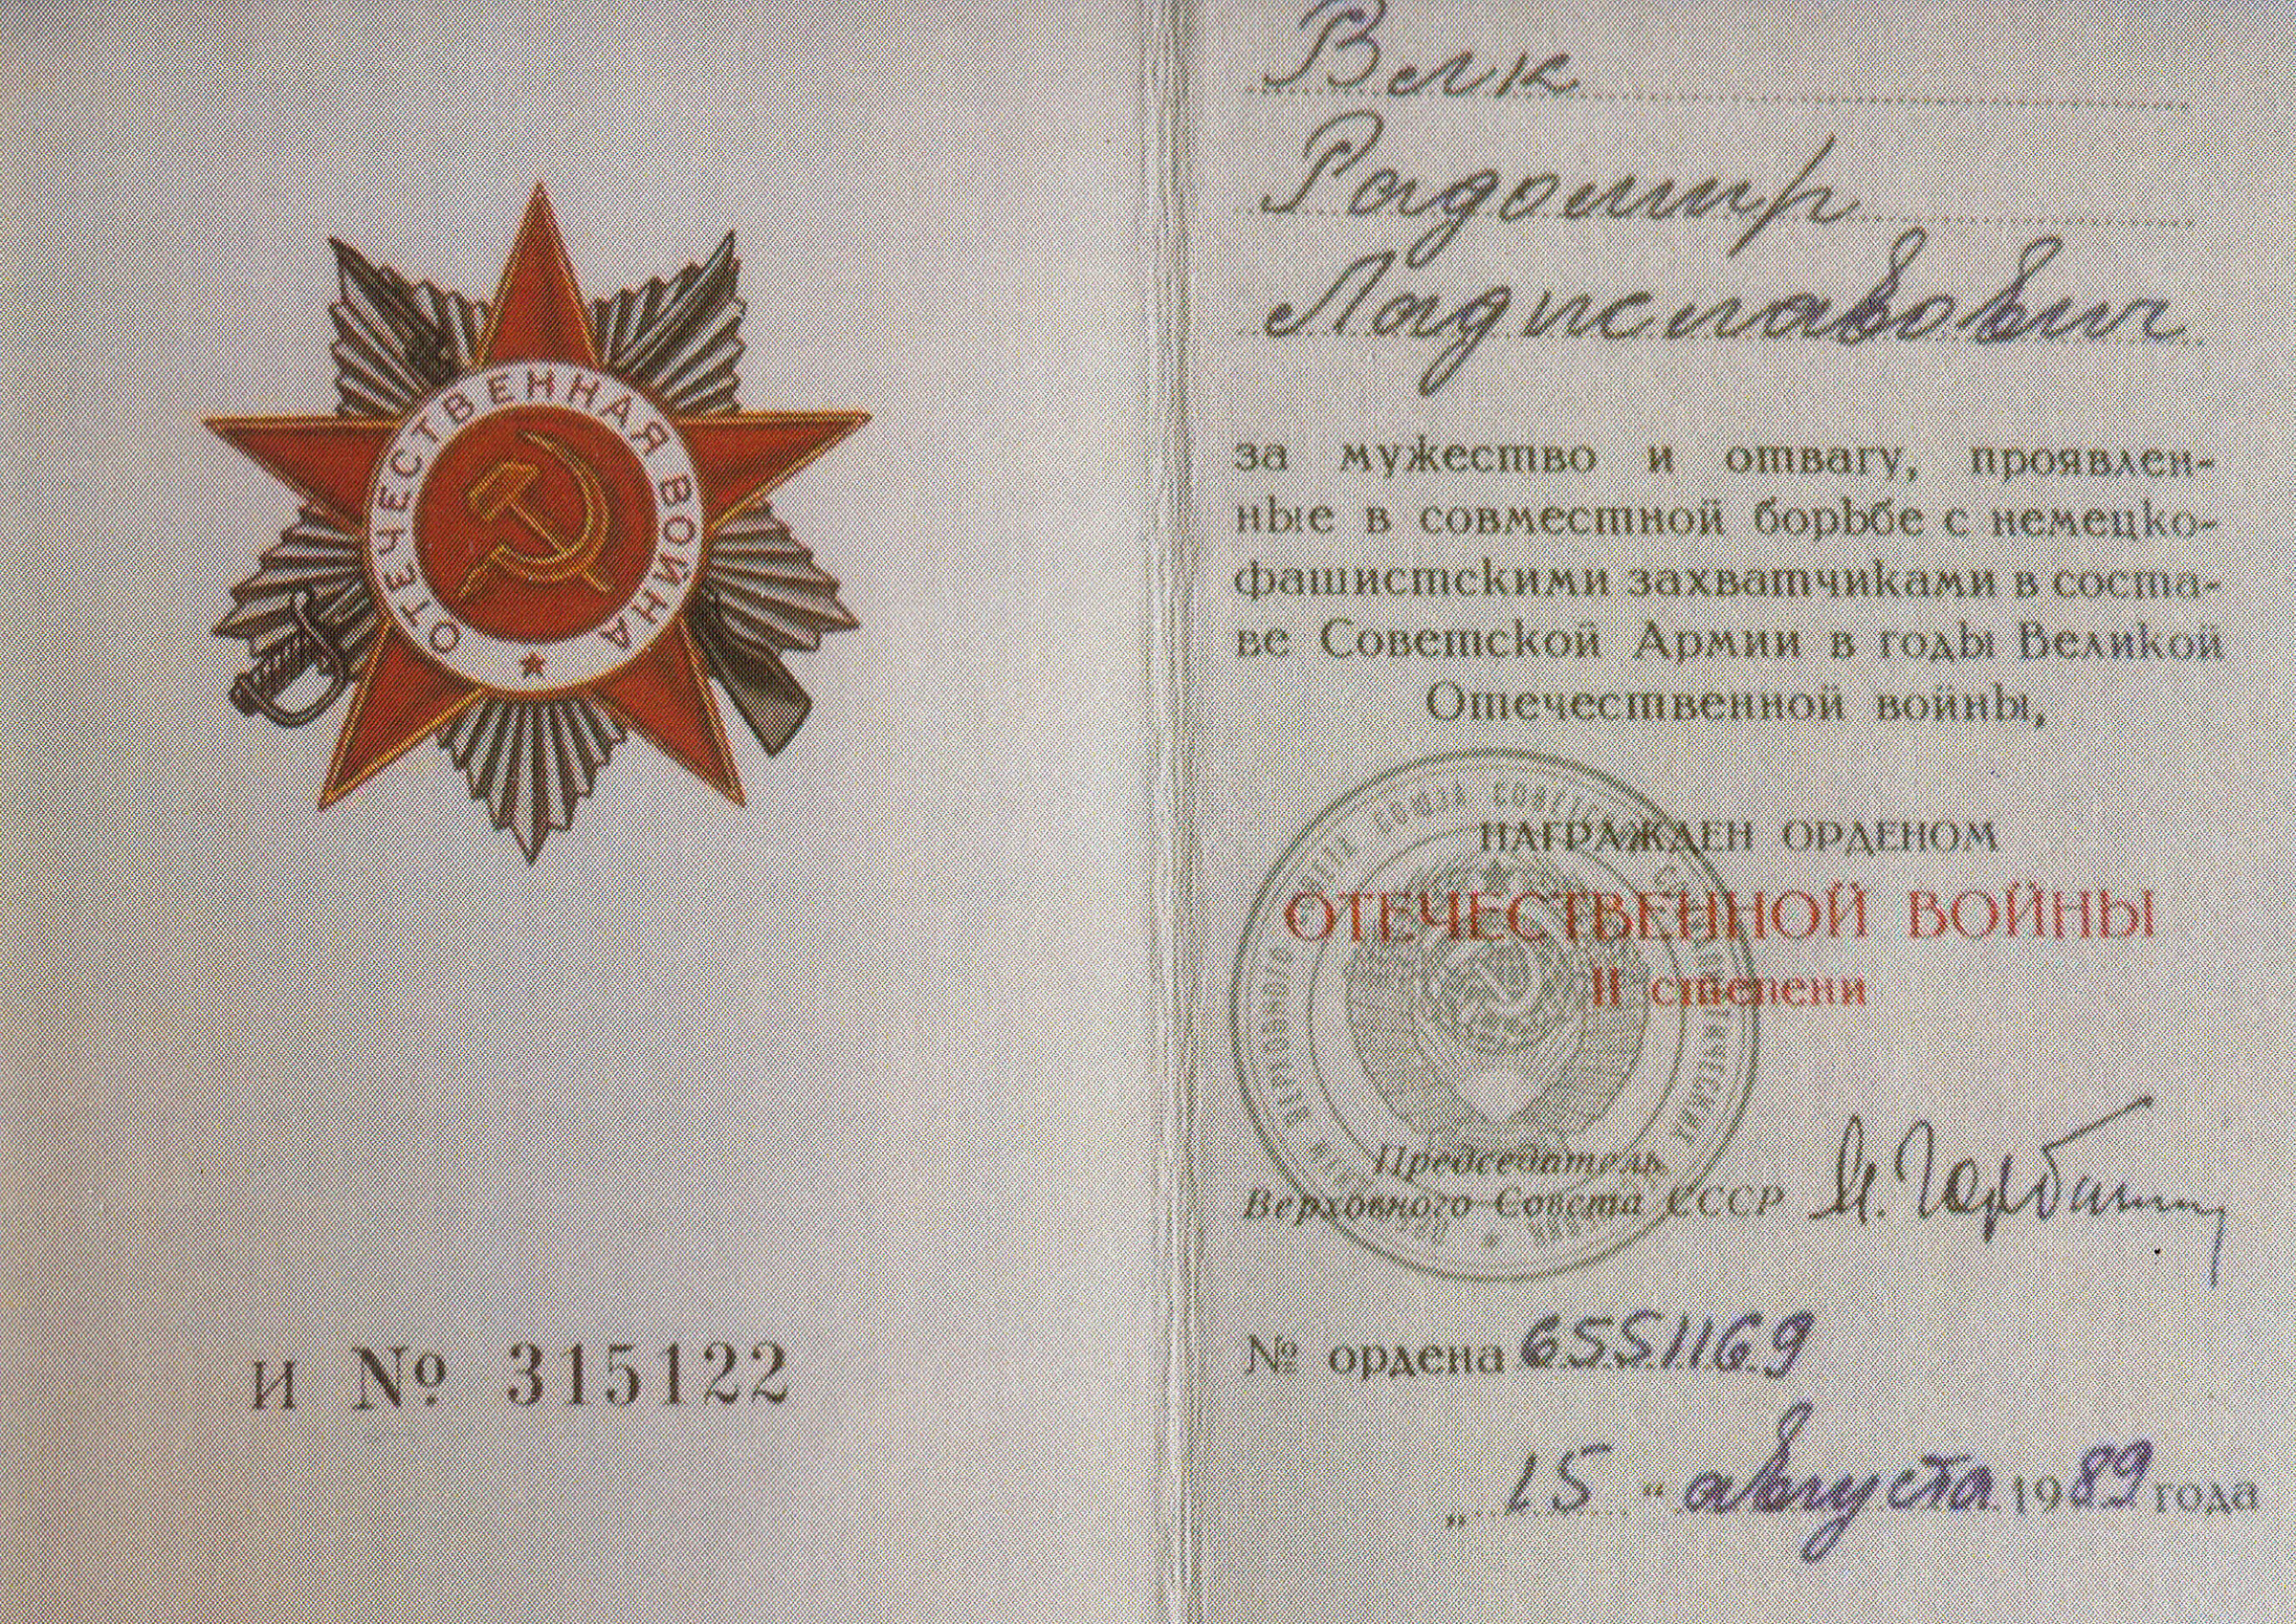 ОТЕЧЕСТВЕННАЯ ВОЙНА
И № 315122
Велк
Радомир
Ладиславович
за мужество и отвагу, проявлен-
ные в совместной борьбе с немецко-
фашистскими захватчиками в соста-
ве Советской Армии в годы Великой
Отечественной войны,
НАГРАЖДЕН ОРДЕНОМ
ОТЕЧЕСТВЕННОЙ ВОЙНЫ
II степени
Председатель
Верховного Совета СССР
№ ордена 6551169
„ 15 “ августа 1989 года